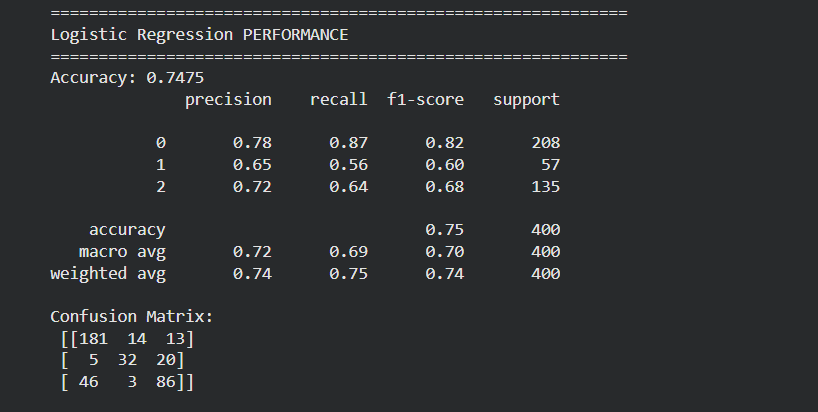 ============================================================
Logistic Regression PERFORMANCE
============================================================
Accuracy: 0.7475
              precision    recall  f1-score   support

           0       0.78      0.87      0.82       208
           1       0.65      0.56      0.60        57
           2       0.72      0.64      0.68       135

    accuracy                           0.75       400
   macro avg       0.72      0.69      0.70       400
weighted avg       0.74      0.75      0.74       400

Confusion Matrix:
 [[181  14  13]
 [  5  32  20]
 [ 46   3  86]]